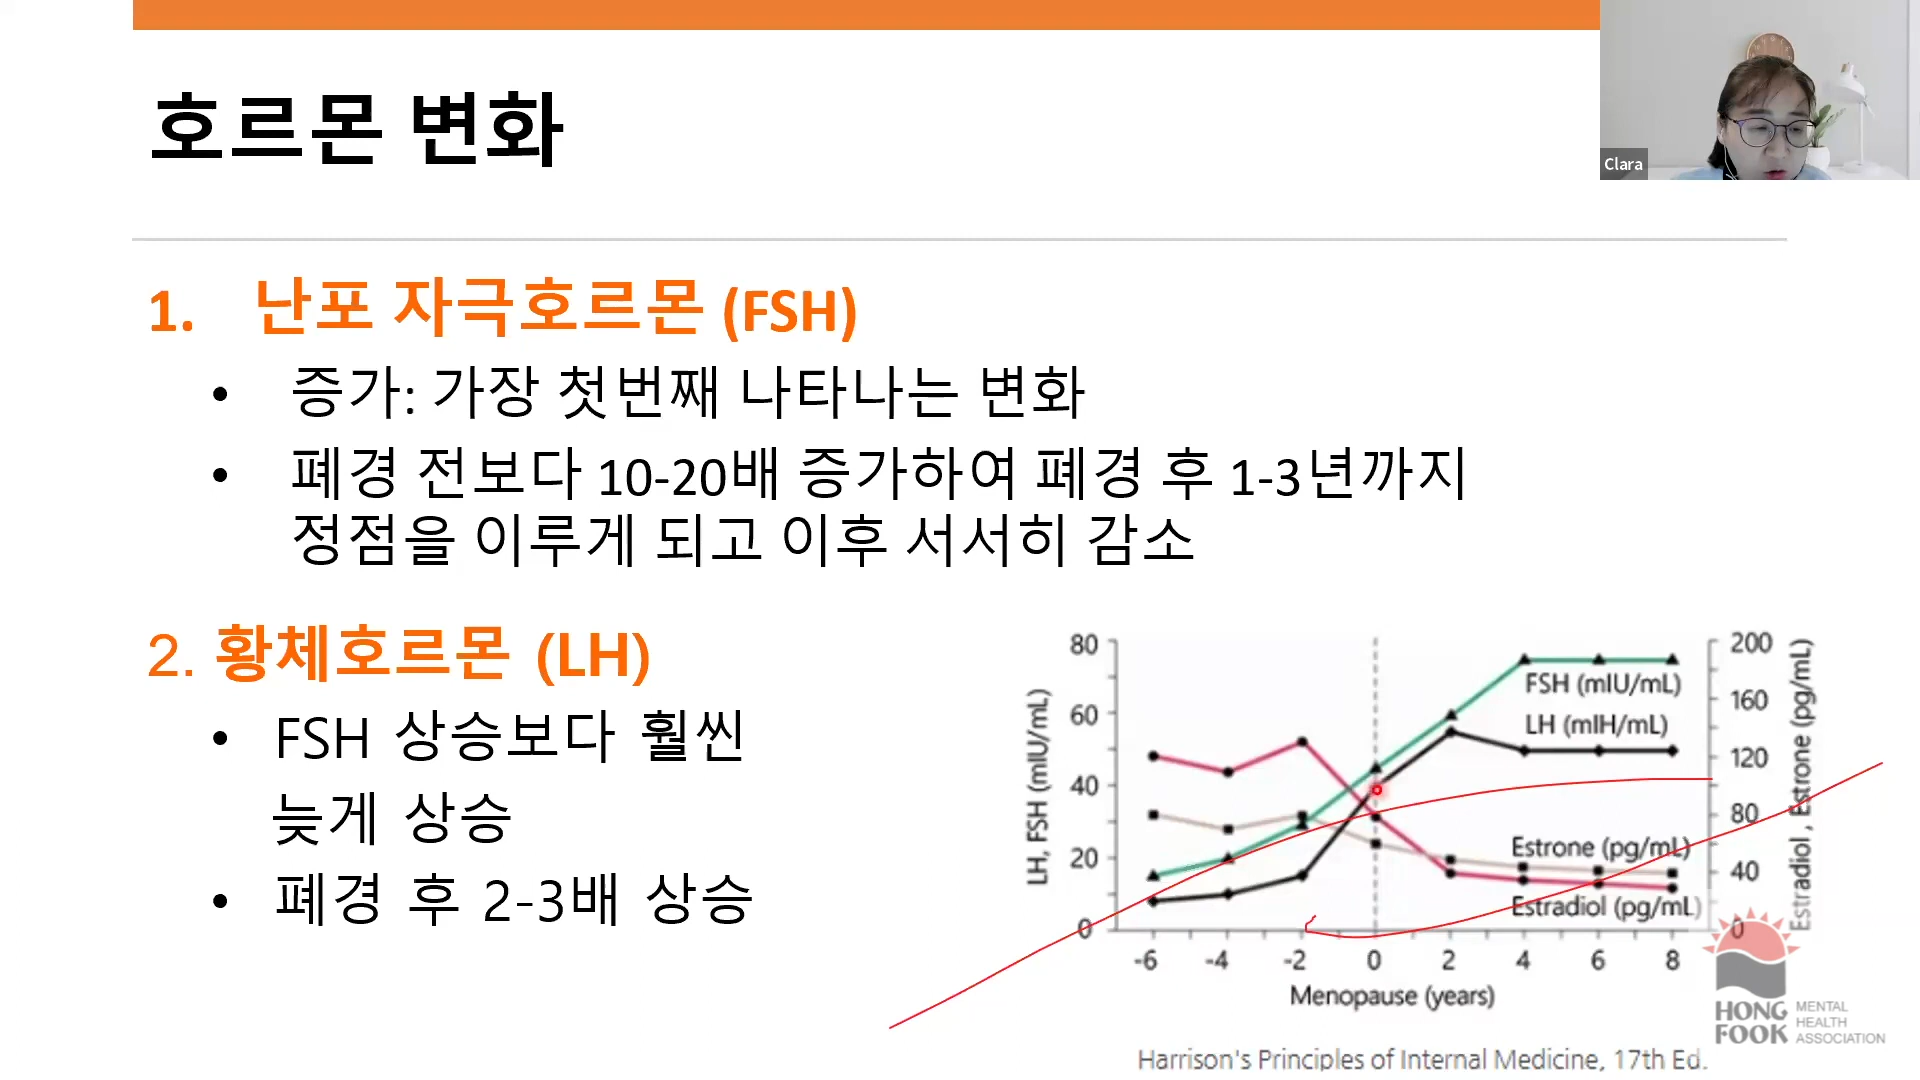 호르몬 변화
Clara
1. 난포 자극호르몬 (FSH)
• 증가: 가장 첫번째 나타나는 변화
• 폐경 전보다 10-20배 증가하여 폐경 후 1-3년까지
정점을 이루게 되고 이후 서서히 감소
2. 황체호르몬 (LH)
• FSH 상승보다 훨씬
늦게 상승
• 폐경 후 2-3배 상승
80
60
40
20
0
LH, FSH (mIU/mL)
FSH (mIU/mL)
LH (mIH/mL)
Estrone (pg/mL)
Estradiol (pg/mL)
200
160
120
80
40
0
Estradiol, Estrone (pg/mL)
-6 -4 -2 0 2 4 6 8
Menopause (years)
Harrison's Principles of Internal Medicine, 17th Ed.
HONG FOOK
MENTAL
HEALTH
ASSOCIATION